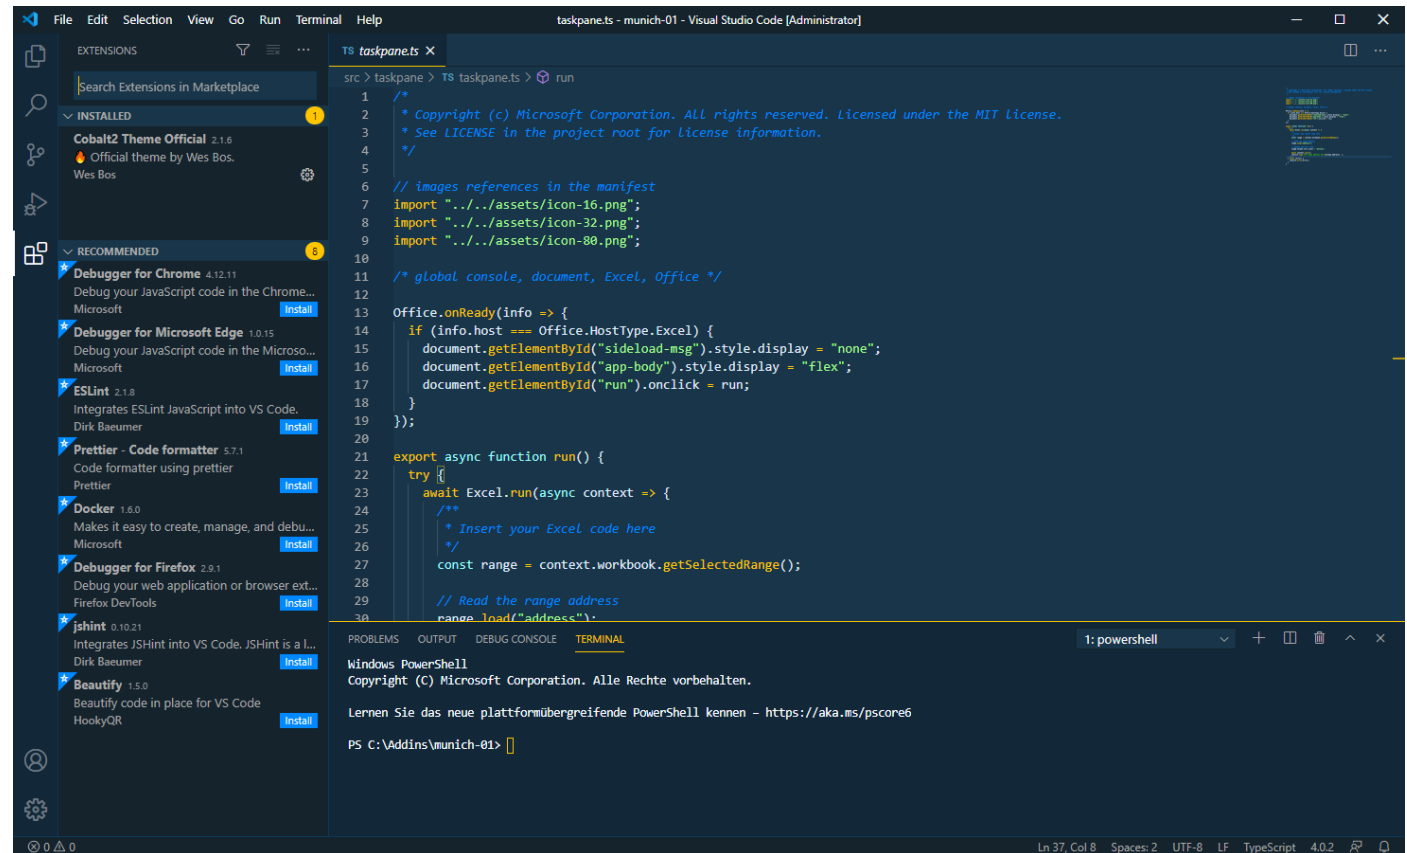 File Edit Selection View Go Run Terminal Help
taskpane.ts - munich-01 - Visual Studio Code [Administrator]
EXTENSIONS
Search Extensions in Marketplace
INSTALLED 1
Cobalt2 Theme Official 2.1.6
Official theme by Wes Bos.
Wes Bos
RECOMMENDED 8
Debugger for Chrome 4.12.11
Debug your JavaScript code in the Chrome...
Microsoft Install
Debugger for Microsoft Edge 1.0.15
Debug your JavaScript code in the Microso...
Microsoft Install
ESLint 2.1.8
Integrates ESLint JavaScript into VS Code.
Dirk Baeumer Install
Prettier - Code formatter 5.7.1
Code formatter using prettier
Prettier Install
Docker 1.6.0
Makes it easy to create, manage, and debu...
Microsoft Install
Debugger for Firefox 2.9.1
Debug your web application or browser ext...
Firefox DevTools Install
jshint 0.10.21
Integrates JSHint into VS Code. JSHint is a l...
Dirk Baeumer Install
Beautify 1.5.0
Beautify code in place for VS Code
HookyQR Install
TS taskpane.ts
src > taskpane > TS taskpane.ts > run
1 /*
2 * Copyright (c) Microsoft Corporation. All rights reserved. Licensed under the MIT license.
3 * See LICENSE in the project root for license information.
4 */
5
6 // images references in the manifest
7 import "../../assets/icon-16.png";
8 import "../../assets/icon-32.png";
9 import "../../assets/icon-80.png";
10
11 /* global console, document, Excel, Office */
12
13 Office.onReady(info => {
14 if (info.host === Office.HostType.Excel) {
15 document.getElementById("sideload-msg").style.display = "none";
16 document.getElementById("app-body").style.display = "flex";
17 document.getElementById("run").onclick = run;
18 }
19 });
20
21 export async function run() {
22 try {
23 await Excel.run(async context => {
24 /**
25 * Insert your Excel code here
26 */
27 const range = context.workbook.getSelectedRange();
28
29 // Read the range address
30 range.load("address");
PROBLEMS OUTPUT DEBUG CONSOLE TERMINAL 1: powershell
Windows PowerShell
Copyright (C) Microsoft Corporation. Alle Rechte vorbehalten.
Lernen Sie das neue plattformübergreifende PowerShell kennen – https://aka.ms/pscore6
PS C:\Addins\munich-01>
0 0
Ln 37, Col 8 Spaces: 2 UTF-8 LF TypeScript 4.0.2